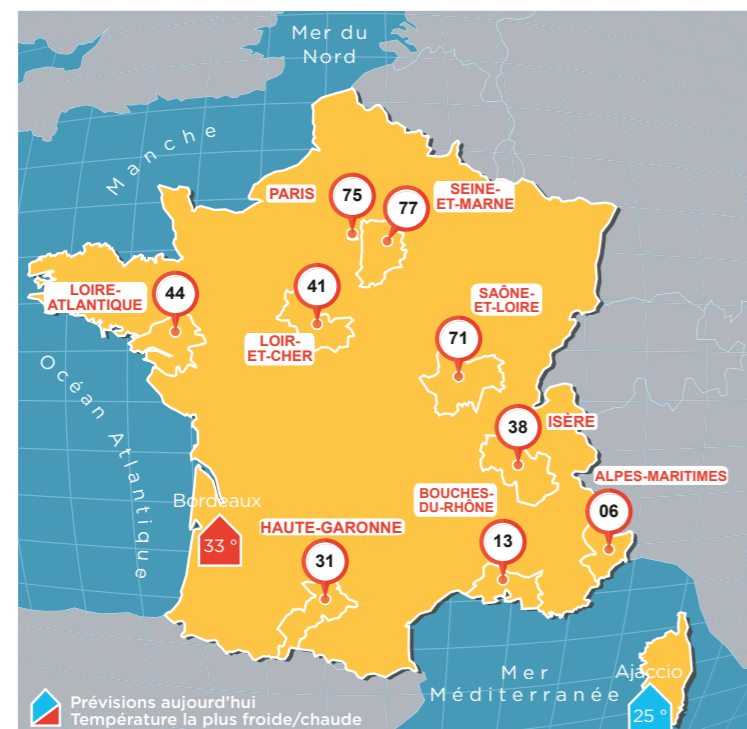 Mer du
Nord
Manche
PARIS
75
77
SEINE-
ET-MARNE
LOIRE-
ATLANTIQUE
44
41
LOIR-
ET-CHER
SAÔNE-
ET-LOIRE
71
Océan Atlantique
38
ISÈRE
Bordeaux
33 °
HAUTE-GARONNE
31
BOUCHES-
DU-RHÔNE
13
ALPES-MARITIMES
06
Mer
Méditerranée
Ajaccio
25 °
Prévisions aujourd'hui
Température la plus froide/chaude